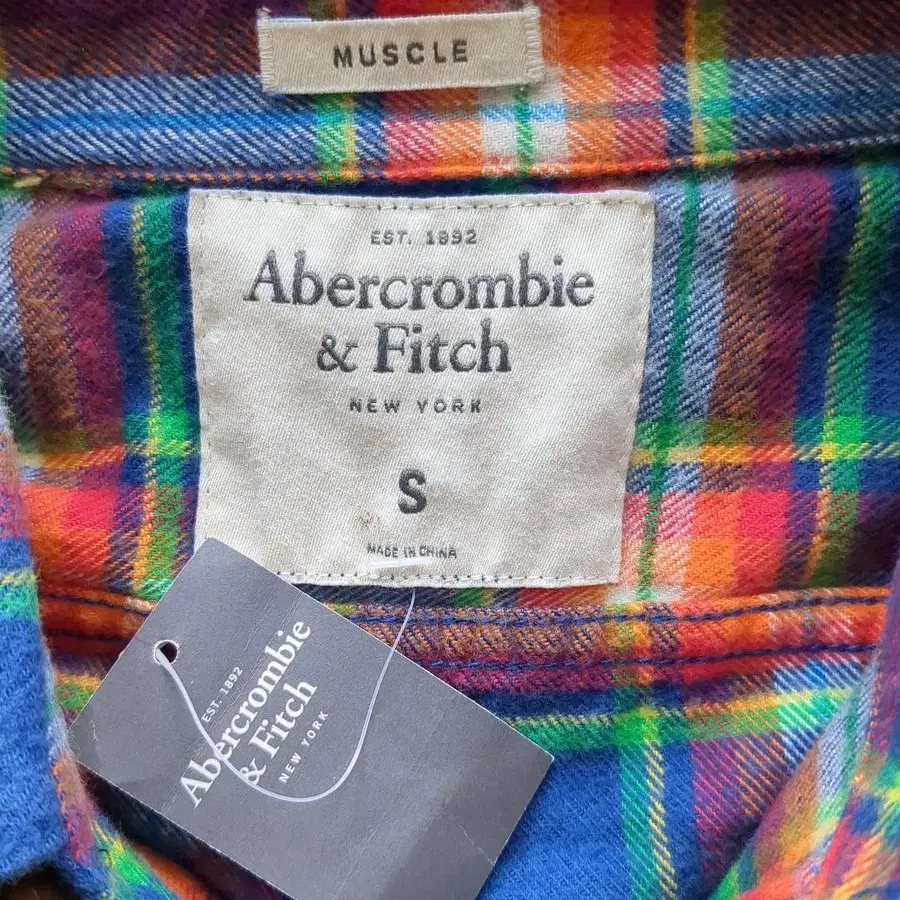 MUSCLE
EST. 1892
Abercrombie
& Fitch
NEW YORK
S
MADE IN CHINA
EST. 1892
Abercrombie
& Fitch
NEW YORK